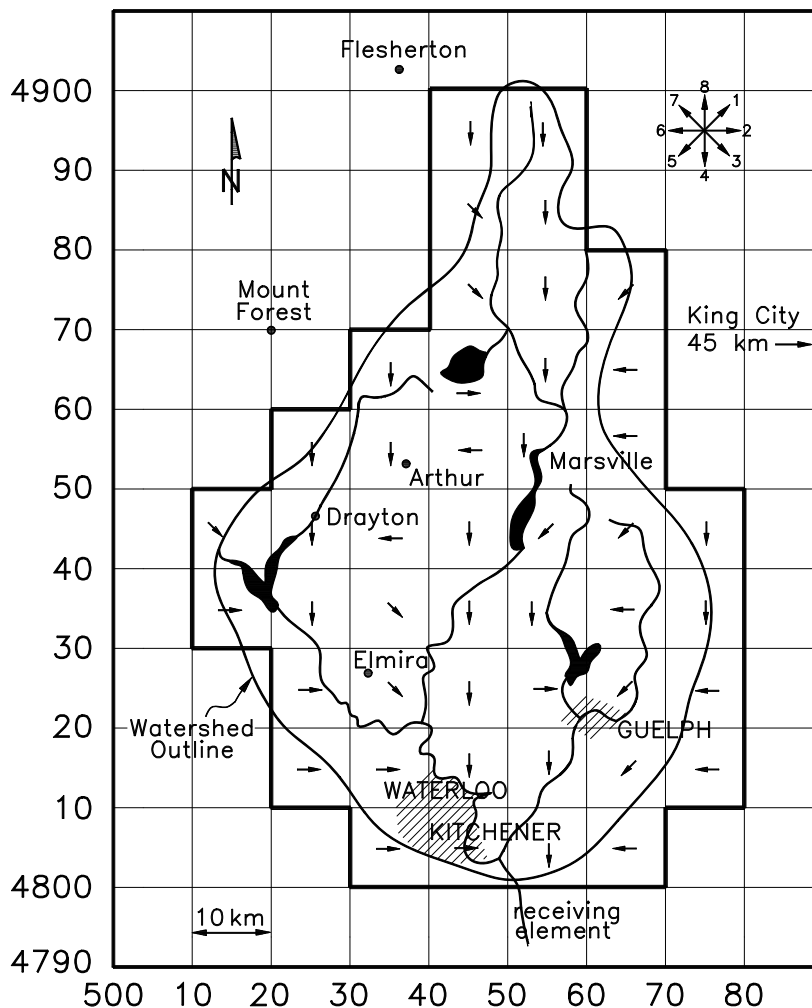 Flesherton
4900
8
7
1
6
2
5
3
4
90
N
80
Mount
Forest
King City
45 km
70
60
Marsville
Arthur
50
Drayton
40
30
Elmira
Watershed
Outline
20
GUELPH
WATERLOO
10
KITCHENER
4800
10 km
receiving
element
4790
500 10 20 30 40 50 60 70 80